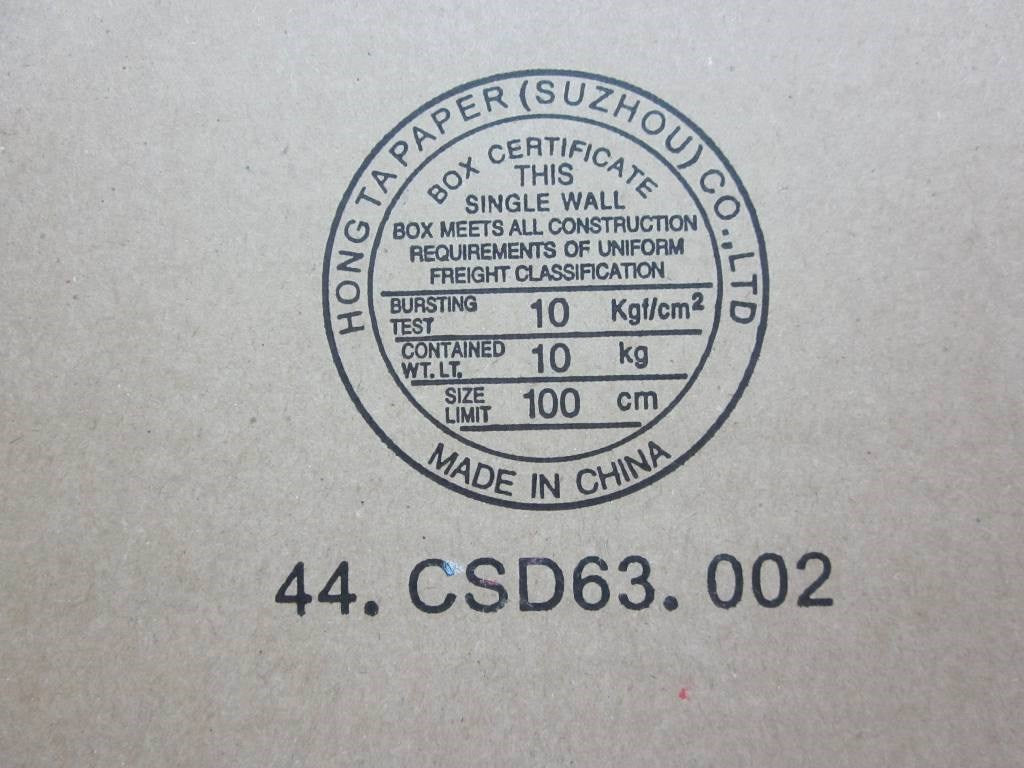 HONG TA PAPER (SUZHOU) CO.,LTD
BOX CERTIFICATE
THIS
SINGLE WALL
BOX MEETS ALL CONSTRUCTION
REQUIREMENTS OF UNIFORM
FREIGHT CLASSIFICATION
BURSTING TEST 10 Kgf/cm²
CONTAINED WT. LT. 10 kg
SIZE LIMIT 100 cm
MADE IN CHINA
44. CSD63. 002